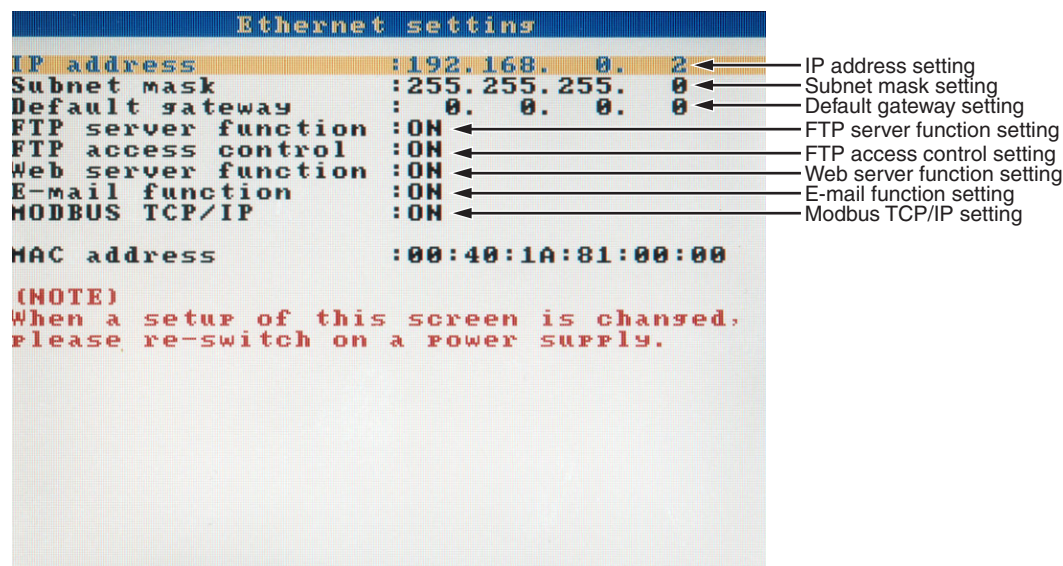 Ethernet setting
IP address :192.168. 0. 2
IP address setting
Subnet mask :255.255.255. 0
Subnet mask setting
Default gateway : 0. 0. 0. 0
Default gateway setting
FTP server function :ON
FTP server function setting
FTP access control :ON
FTP access control setting
Web server function :ON
Web server function setting
E-mail function :ON
E-mail function setting
MODBUS TCP/IP :ON
Modbus TCP/IP setting
MAC address :00:40:1A:81:00:00
(NOTE)
When a setup of this screen is changed,
please re-switch on a power supply.